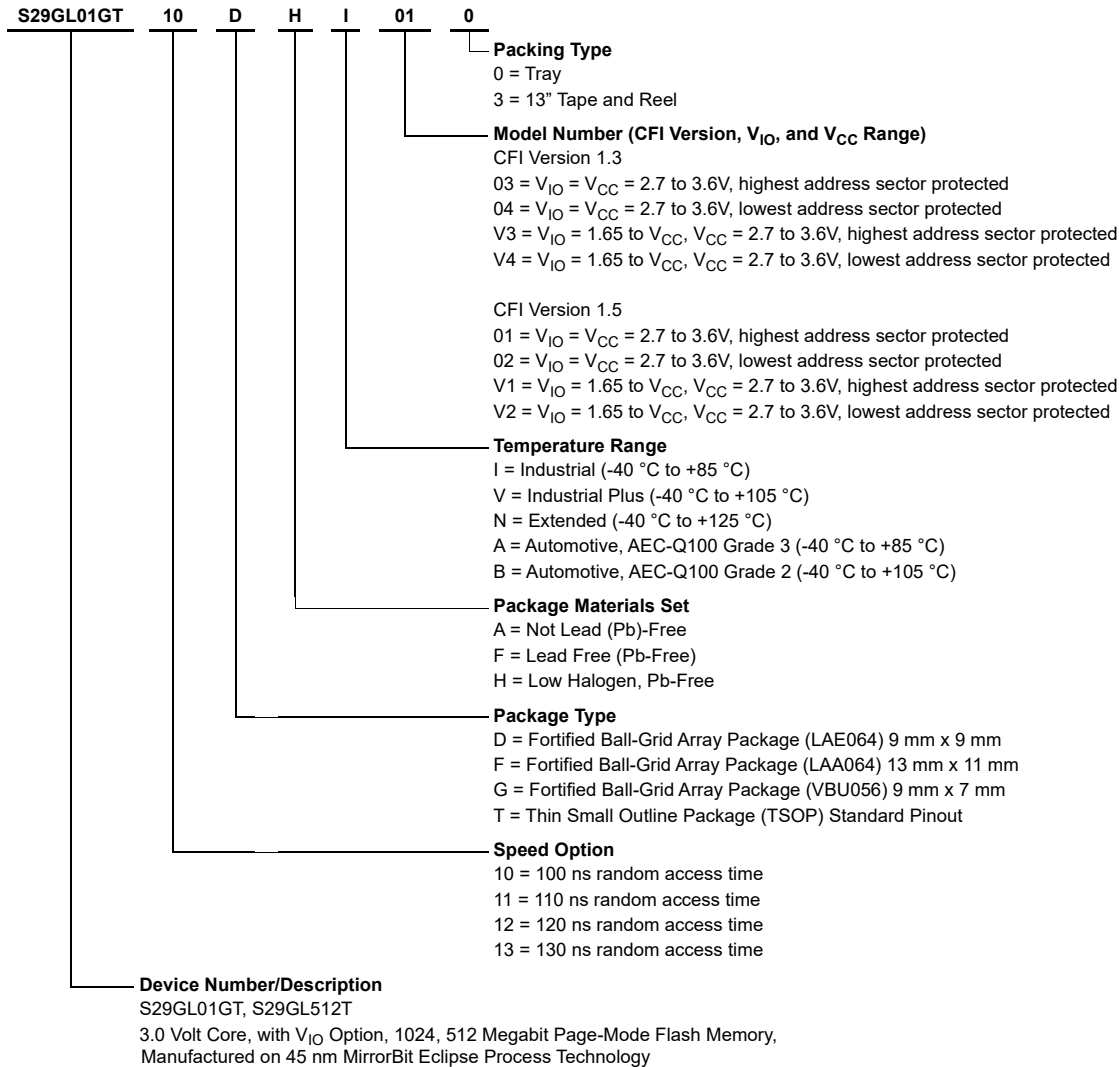 S29GL01GT 10 D H I 01 0
Packing Type
0 = Tray
3 = 13” Tape and Reel
Model Number (CFI Version, VIO, and VCC Range)
CFI Version 1.3
03 = VIO = VCC = 2.7 to 3.6V, highest address sector protected
04 = VIO = VCC = 2.7 to 3.6V, lowest address sector protected
V3 = VIO = 1.65 to VCC, VCC = 2.7 to 3.6V, highest address sector protected
V4 = VIO = 1.65 to VCC, VCC = 2.7 to 3.6V, lowest address sector protected
CFI Version 1.5
01 = VIO = VCC = 2.7 to 3.6V, highest address sector protected
02 = VIO = VCC = 2.7 to 3.6V, lowest address sector protected
V1 = VIO = 1.65 to VCC, VCC = 2.7 to 3.6V, highest address sector protected
V2 = VIO = 1.65 to VCC, VCC = 2.7 to 3.6V, lowest address sector protected
Temperature Range
I = Industrial (-40 °C to +85 °C)
V = Industrial Plus (-40 °C to +105 °C)
N = Extended (-40 °C to +125 °C)
A = Automotive, AEC-Q100 Grade 3 (-40 °C to +85 °C)
B = Automotive, AEC-Q100 Grade 2 (-40 °C to +105 °C)
Package Materials Set
A = Not Lead (Pb)-Free
F = Lead Free (Pb-Free)
H = Low Halogen, Pb-Free
Package Type
D = Fortified Ball-Grid Array Package (LAE064) 9 mm x 9 mm
F = Fortified Ball-Grid Array Package (LAA064) 13 mm x 11 mm
G = Fortified Ball-Grid Array Package (VBU056) 9 mm x 7 mm
T = Thin Small Outline Package (TSOP) Standard Pinout
Speed Option
10 = 100 ns random access time
11 = 110 ns random access time
12 = 120 ns random access time
13 = 130 ns random access time
Device Number/Description
S29GL01GT, S29GL512T
3.0 Volt Core, with VIO Option, 1024, 512 Megabit Page-Mode Flash Memory,
Manufactured on 45 nm MirrorBit Eclipse Process Technology